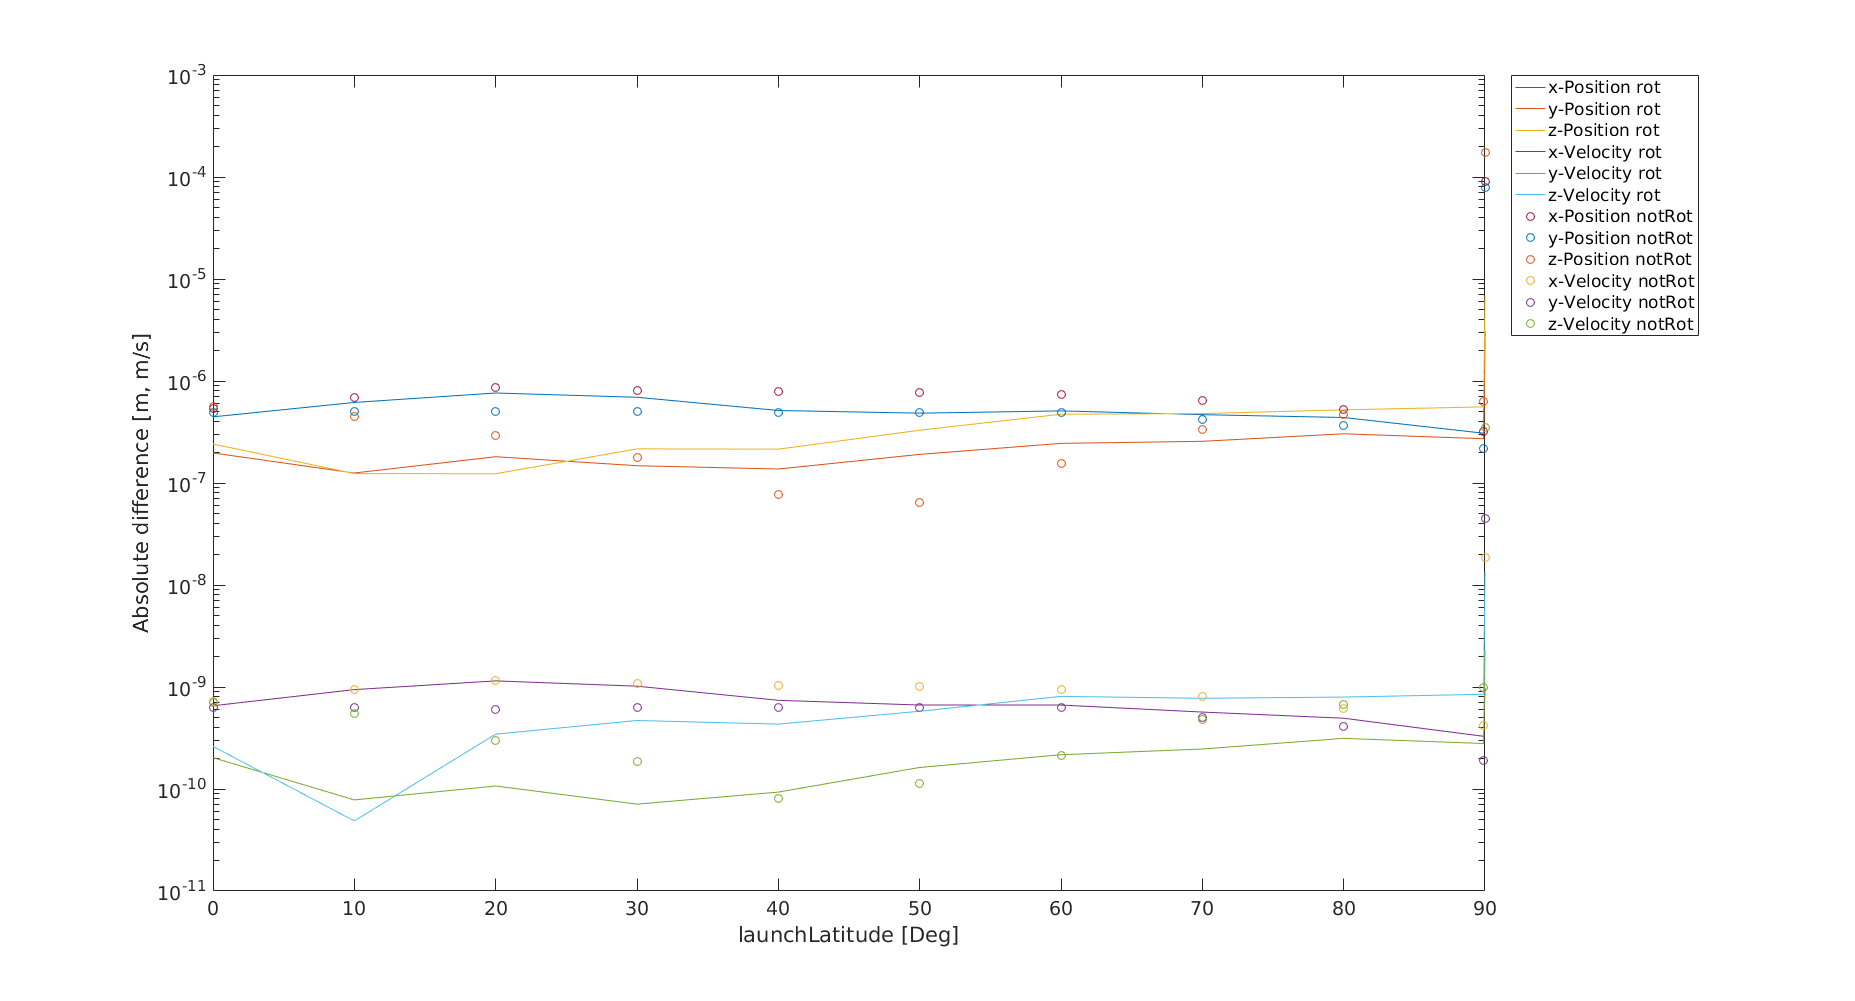 10-3
10-4
10-5
10-6
10-7
10-8
10-9
10-10
10-11
Absolute difference [m, m/s]
0 10 20 30 40 50 60 70 80 90
launchLatitude [Deg]
x-Position rot
y-Position rot
z-Position rot
x-Velocity rot
y-Velocity rot
z-Velocity rot
x-Position notRot
y-Position notRot
z-Position notRot
x-Velocity notRot
y-Velocity notRot
z-Velocity notRot